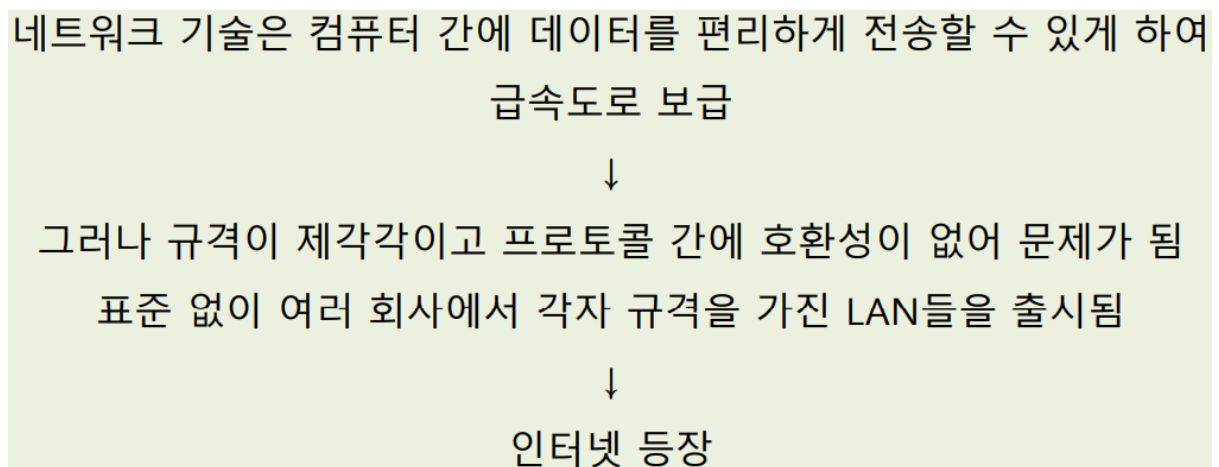 네트워크 기술은 컴퓨터 간에 데이터를 편리하게 전송할 수 있게 하여
급속도로 보급
↓
그러나 규격이 제각각이고 프로토콜 간에 호환성이 없어 문제가 됨
표준 없이 여러 회사에서 각자 규격을 가진 LAN들을 출시됨
↓
인터넷 등장